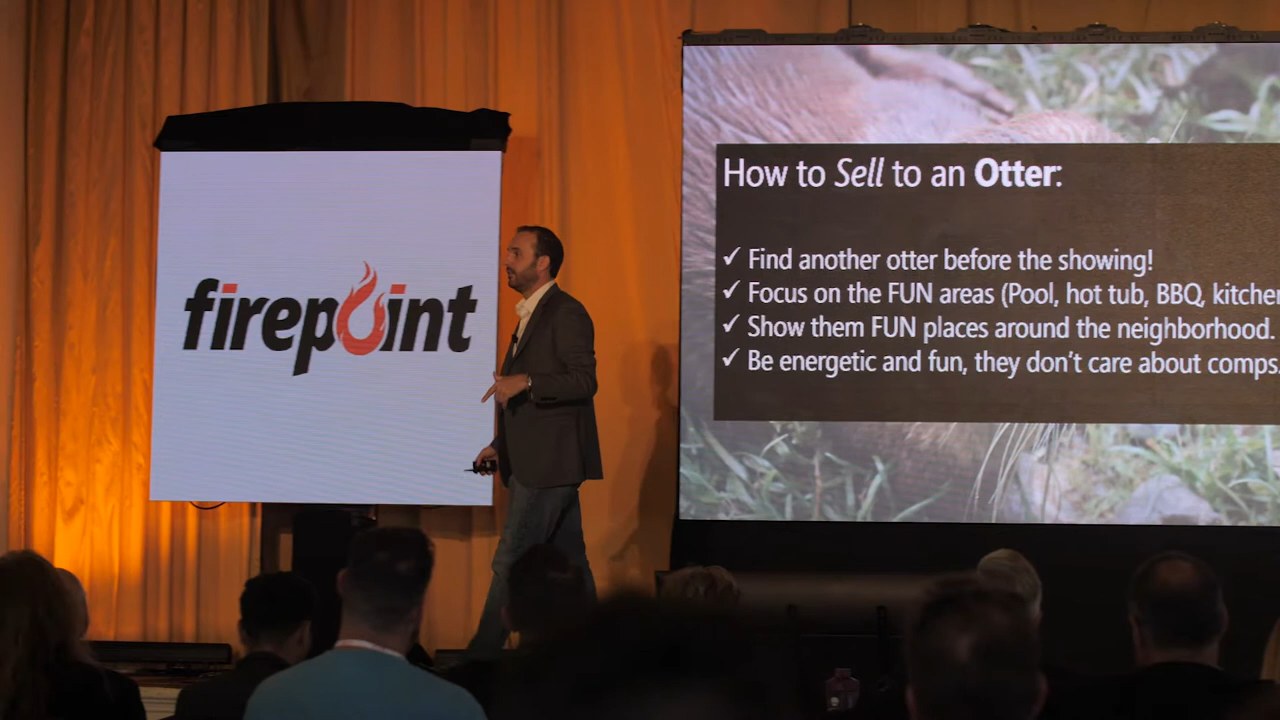 firepoint
How to Sell to an Otter:
✓ Find another otter before the showing!
✓ Focus on the FUN areas (Pool, hot tub, BBQ, kitchen
✓ Show them FUN places around the neighborhood.
✓ Be energetic and fun, they don't care about comps.